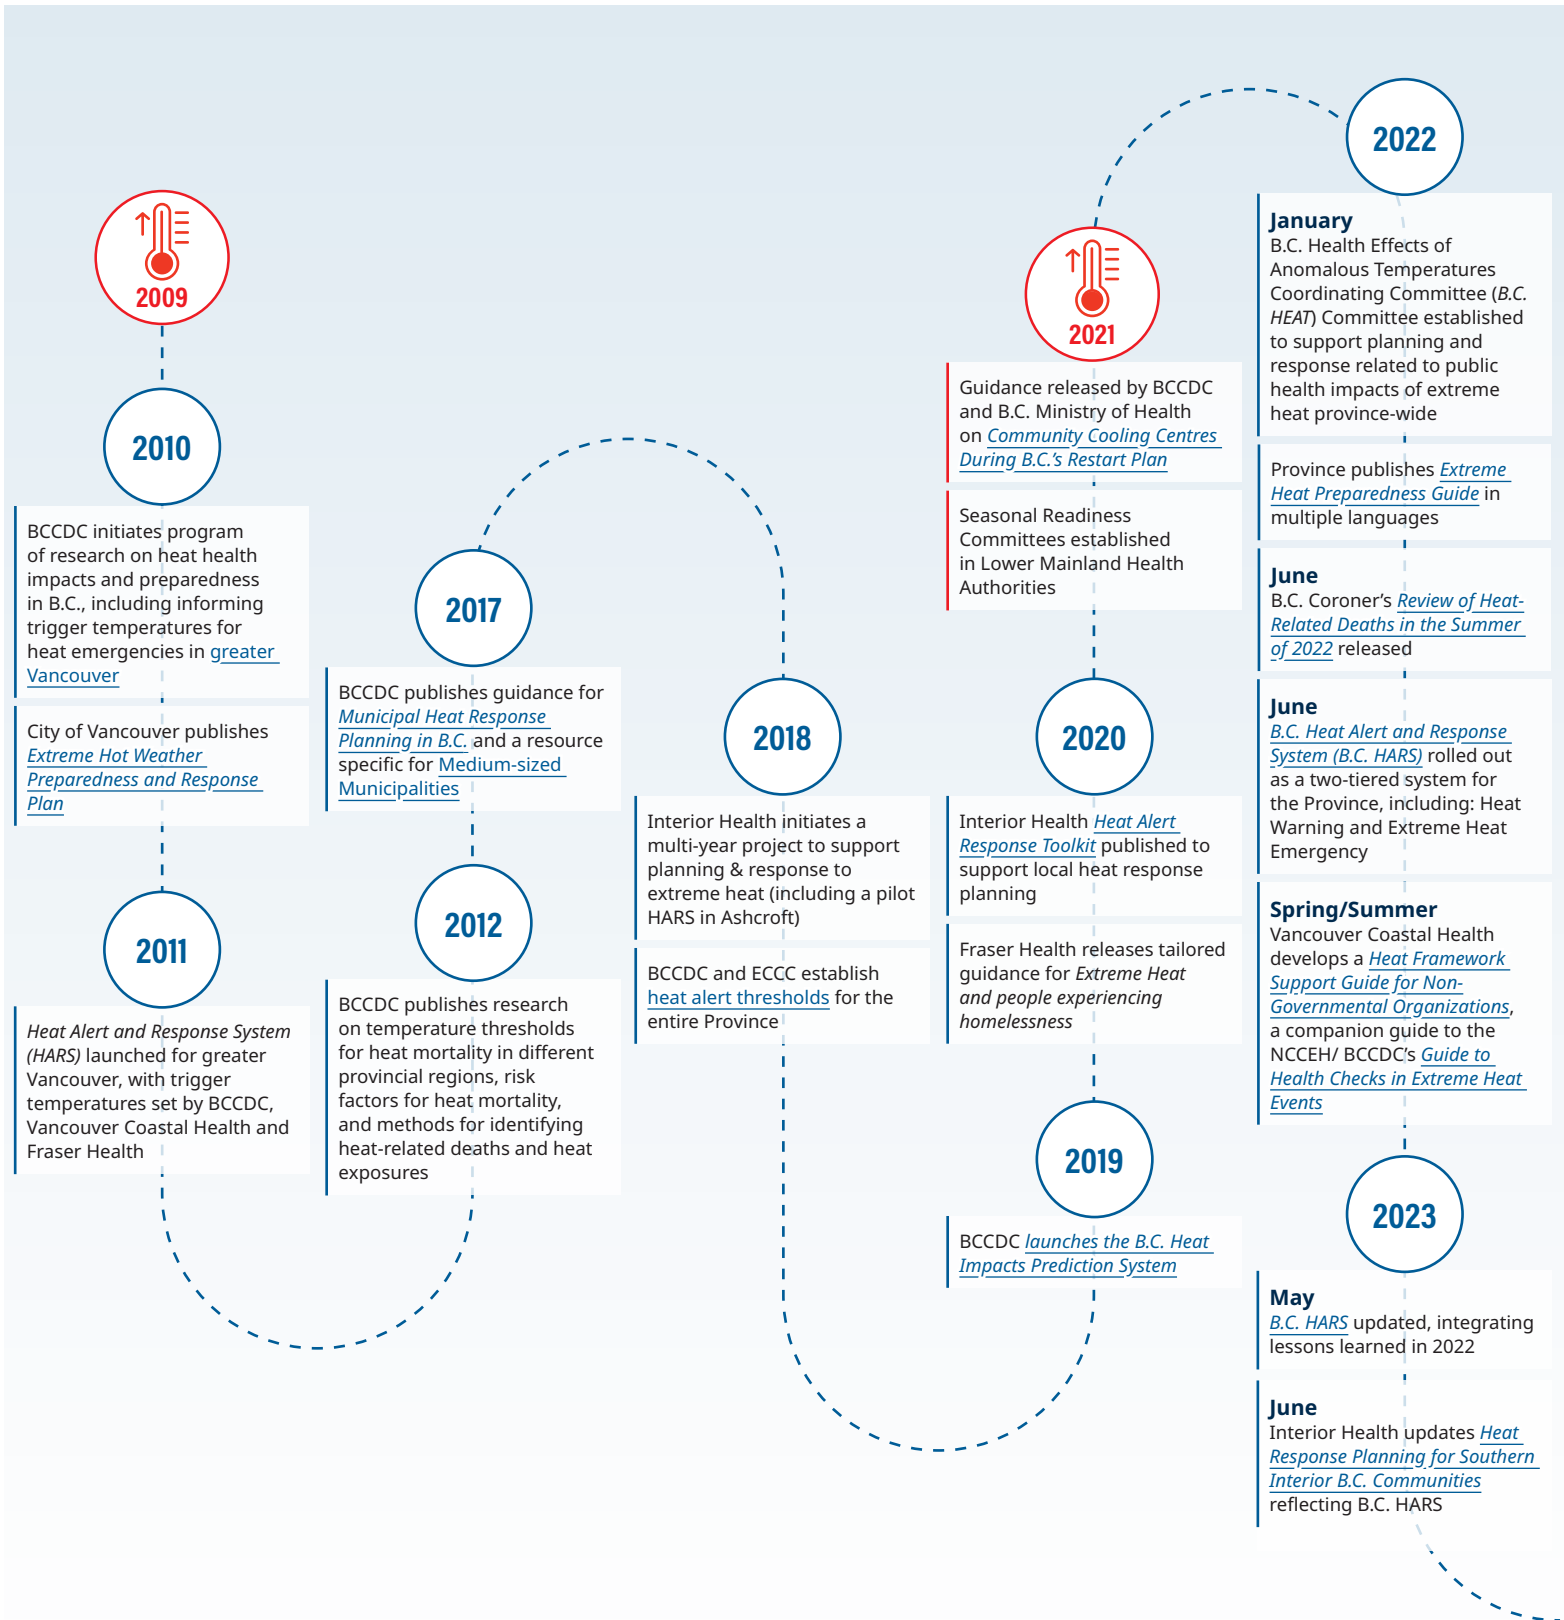 2009
2010
BCCDC initiates program
of research on heat health
impacts and preparedness
in B.C., including informing
trigger temperatures for
heat emergencies in greater
Vancouver
City of Vancouver publishes
Extreme Hot Weather
Preparedness and Response
Plan
2011
Heat Alert and Response System
(HARS) launched for greater
Vancouver, with trigger
temperatures set by BCCDC,
Vancouver Coastal Health and
Fraser Health
2012
BCCDC publishes research
on temperature thresholds
for heat mortality in different
provincial regions, risk
factors for heat mortality,
and methods for identifying
heat-related deaths and heat
exposures
2017
BCCDC publishes guidance for
Municipal Heat Response
Planning in B.C. and a resource
specific for Medium-sized
Municipalities
2018
Interior Health initiates a
multi-year project to support
planning & response to
extreme heat (including a pilot
HARS in Ashcroft)
BCCDC and ECCC establish
heat alert thresholds for the
entire Province
2019
BCCDC launches the B.C. Heat
Impacts Prediction System
2020
Interior Health Heat Alert
Response Toolkit published to
support local heat response
planning
Fraser Health releases tailored
guidance for Extreme Heat
and people experiencing
homelessness
2021
Guidance released by BCCDC
and B.C. Ministry of Health
on Community Cooling Centres
During B.C.’s Restart Plan
Seasonal Readiness
Committees established
in Lower Mainland Health
Authorities
2022
January
B.C. Health Effects of
Anomalous Temperatures
Coordinating Committee (B.C.
HEAT) Committee established
to support planning and
response related to public
health impacts of extreme
heat province-wide
Province publishes Extreme
Heat Preparedness Guide in
multiple languages
June
B.C. Coroner’s Review of Heat-
Related Deaths in the Summer
of 2022 released
June
B.C. Heat Alert and Response
System (B.C. HARS) rolled out
as a two-tiered system for
the Province, including: Heat
Warning and Extreme Heat
Emergency
Spring/Summer
Vancouver Coastal Health
develops a Heat Framework
Support Guide for Non-
Governmental Organizations,
a companion guide to the
NCCEH/ BCCDC’s Guide to
Health Checks in Extreme Heat
Events
2023
May
B.C. HARS updated, integrating
lessons learned in 2022
June
Interior Health updates Heat
Response Planning for Southern
Interior B.C. Communities
reflecting B.C. HARS